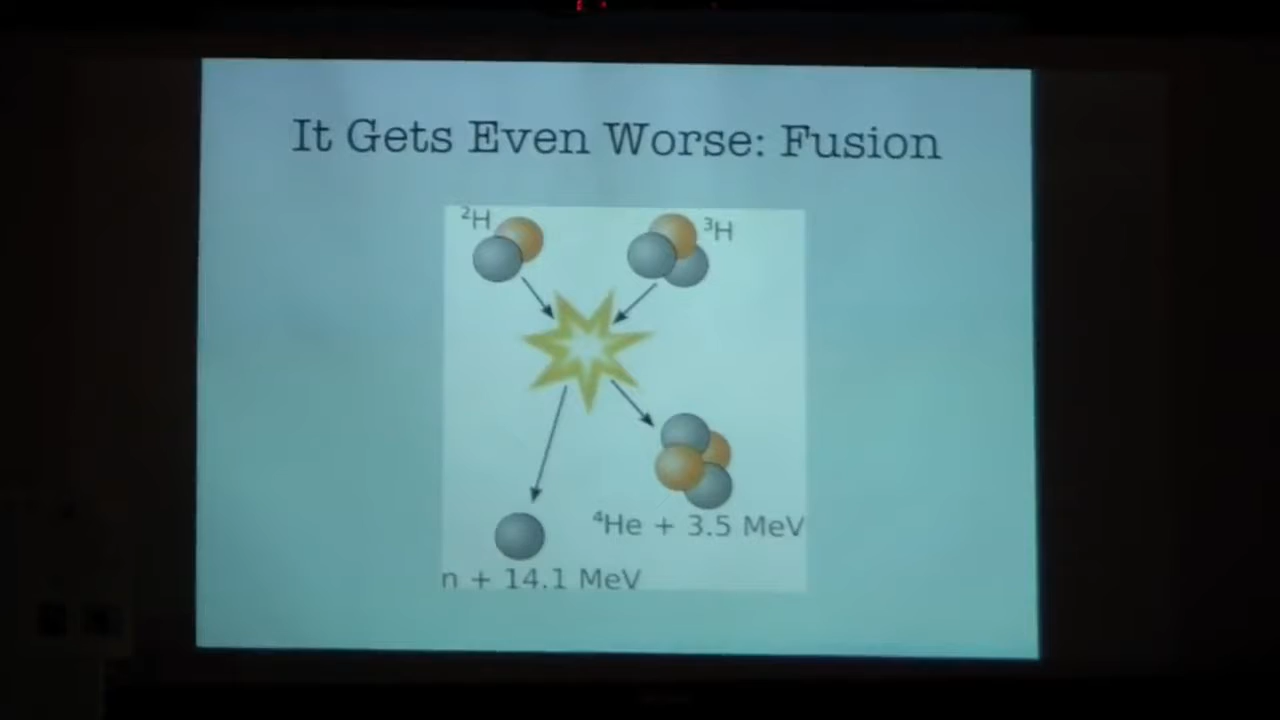 It Gets Even Worse: Fusion
²H
³H
⁴He + 3.5 MeV
n + 14.1 MeV